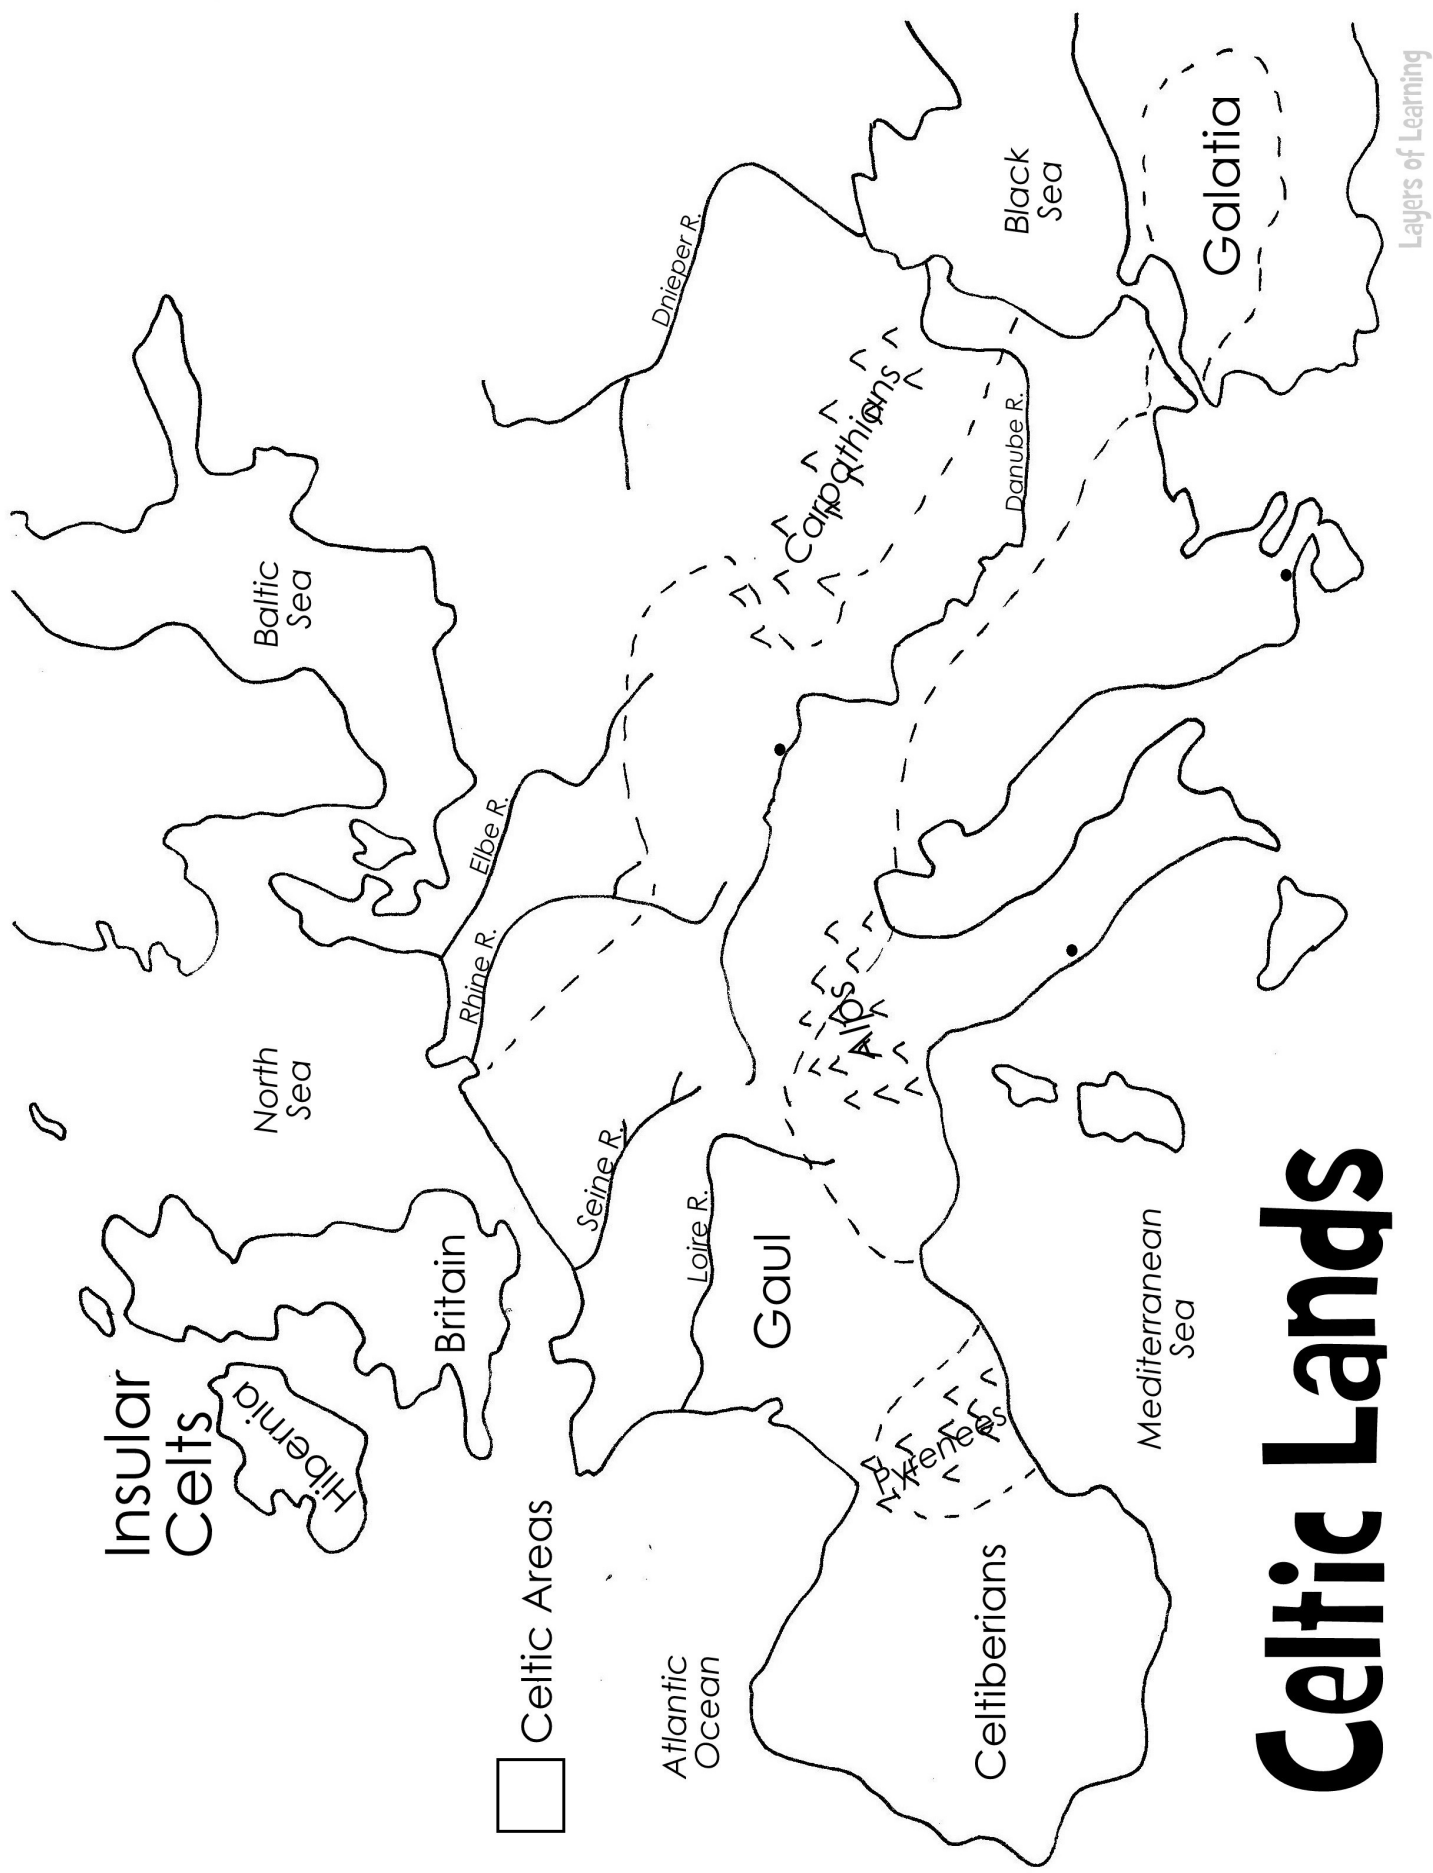 Insular
Celts
Hibernia
Britain
North
Sea
Baltic
Sea
Celtic Areas
Atlantic
Ocean
Rhine R.
Elbe R.
Seine R.
Loire R.
Gaul
Dnieper R.
Carpathians
Danube R.
Black
Sea
Galatia
Alps
Pyrenees
Celtiberians
Mediterranean
Sea
Celtic Lands
Layers of Learning